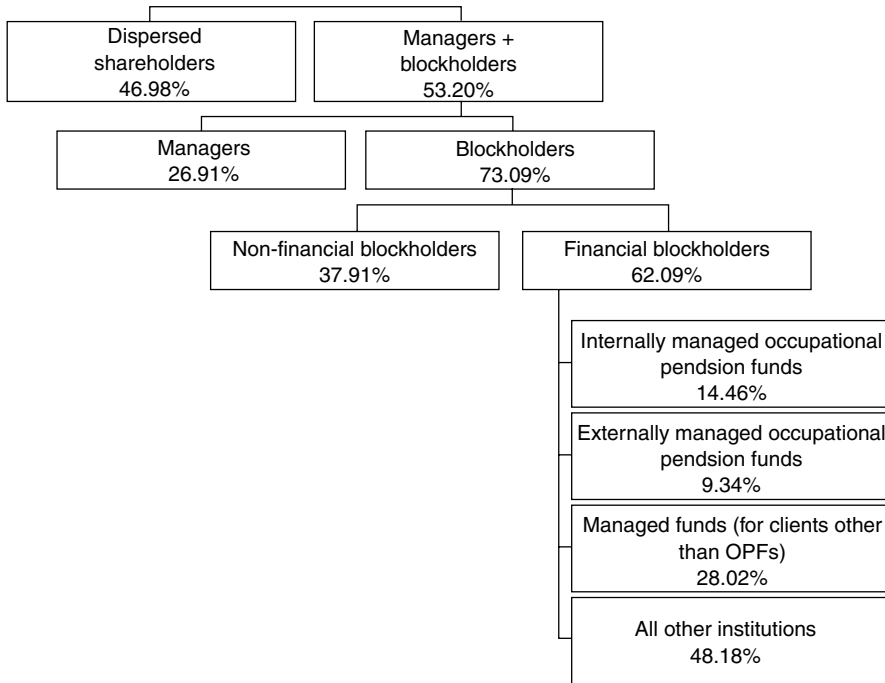 Dispersed
shareholders
46.98%
Managers +
blockholders
53.20%
Managers
26.91%
Blockholders
73.09%
Non-financial blockholders
37.91%
Financial blockholders
62.09%
Internally managed occupational
pendsion funds
14.46%
Externally managed occupational
pendsion funds
9.34%
Managed funds (for clients other
than OPFs)
28.02%
All other institutions
48.18%